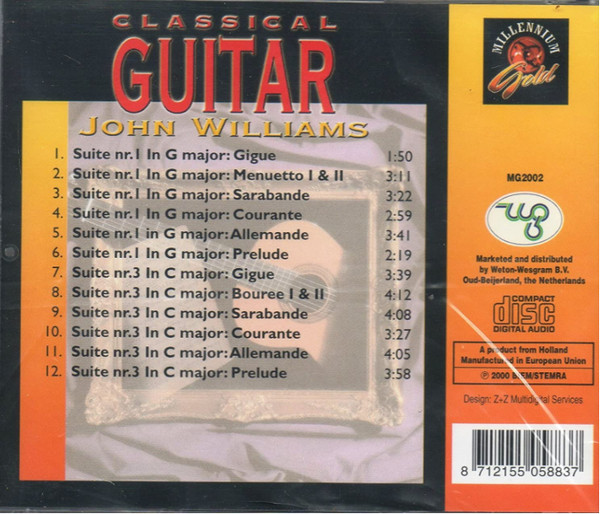 CLASSICAL
GUITAR
JOHN WILLIAMS
1. Suite nr.1 In G major: Gigue 1:50
2. Suite nr.1 In G major: Menuetto I & II 3:11
3. Suite nr.1 In G major: Sarabande 3:22
4. Suite nr.1 In G major: Courante 2:59
5. Suite nr.1 in G major: Allemande 3:41
6. Suite nr.1 In G major: Prelude 2:19
7. Suite nr.3 In C major: Gigue 3:39
8. Suite nr.3 In C major: Bouree I & II 4:12
9. Suite nr.3 In C major: Sarabande 4:08
10. Suite nr.3 In C major: Courante 3:27
11. Suite nr.3 In C major: Allemande 4:05
12. Suite nr.3 In C major: Prelude 3:58
MILLENNIUM
Gold
MG2002
wg
Marketed and distributed
by Weton-Wesgram B.V.
Oud-Beijerland, the Netherlands
COMPACT
disc
DIGITAL AUDIO
A product from Holland
Manufactured in European Union
℗ 2000 BIEM/STEMRA
Design: Z+Z Multidigital Services
8 712155 058837